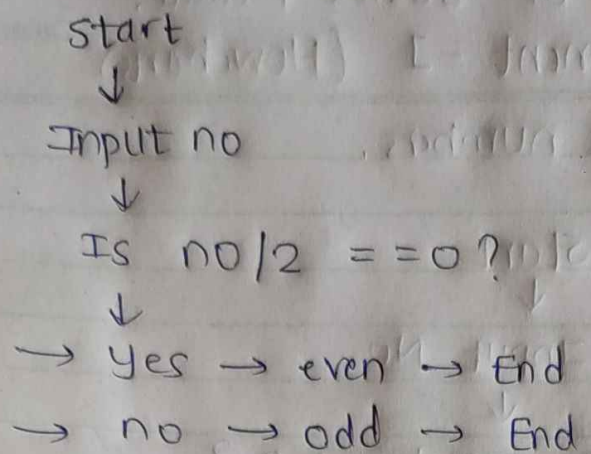 Start
↓
Input no
↓
Is no/2 ==0?
↓
→ Yes → even → End
→ no → odd → End